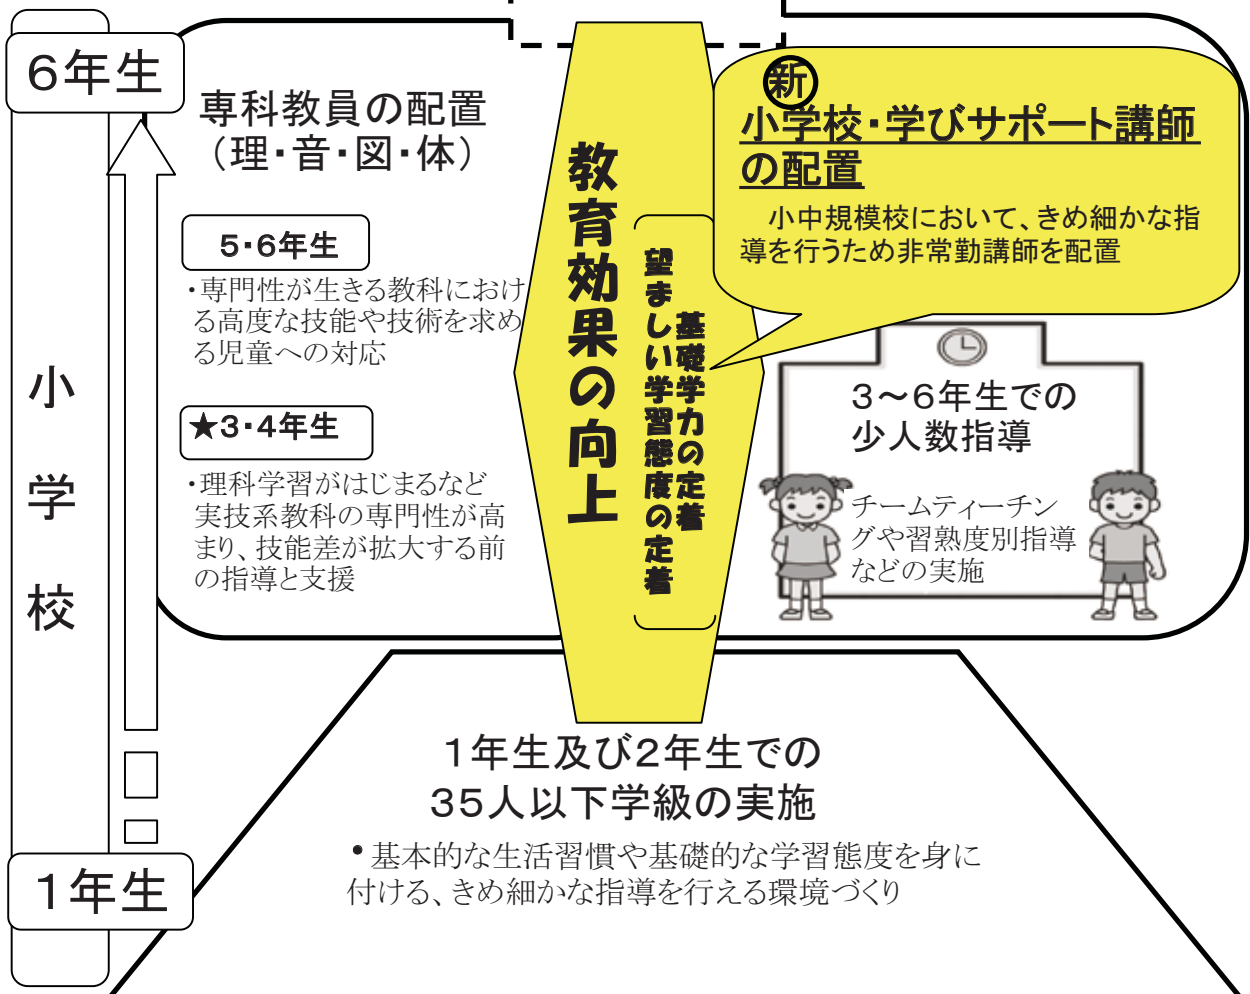 6年生
小学校
1年生
専科教員の配置
（理・音・図・体）
5・6年生
・専門性が生きる教科におけ
る高度な技能や技術を求め
る児童への対応
★3・4年生
・理科学習がはじまるなど
実技系教科の専門性が高
まり、技能差が拡大する前
の指導と支援
教育効果の向上
基礎学力の定着
望ましい学習態度の定着
新
小学校・学びサポート講師
の配置
小中規模校において、きめ細かな指
導を行うため非常勤講師を配置
3～6年生での
少人数指導
チームティーチン
グや習熟度別指導
などの実施
1年生及び2年生での
35人以下学級の実施
・基本的な生活習慣や基礎的な学習態度を身に
付ける、きめ細かな指導を行える環境づくり